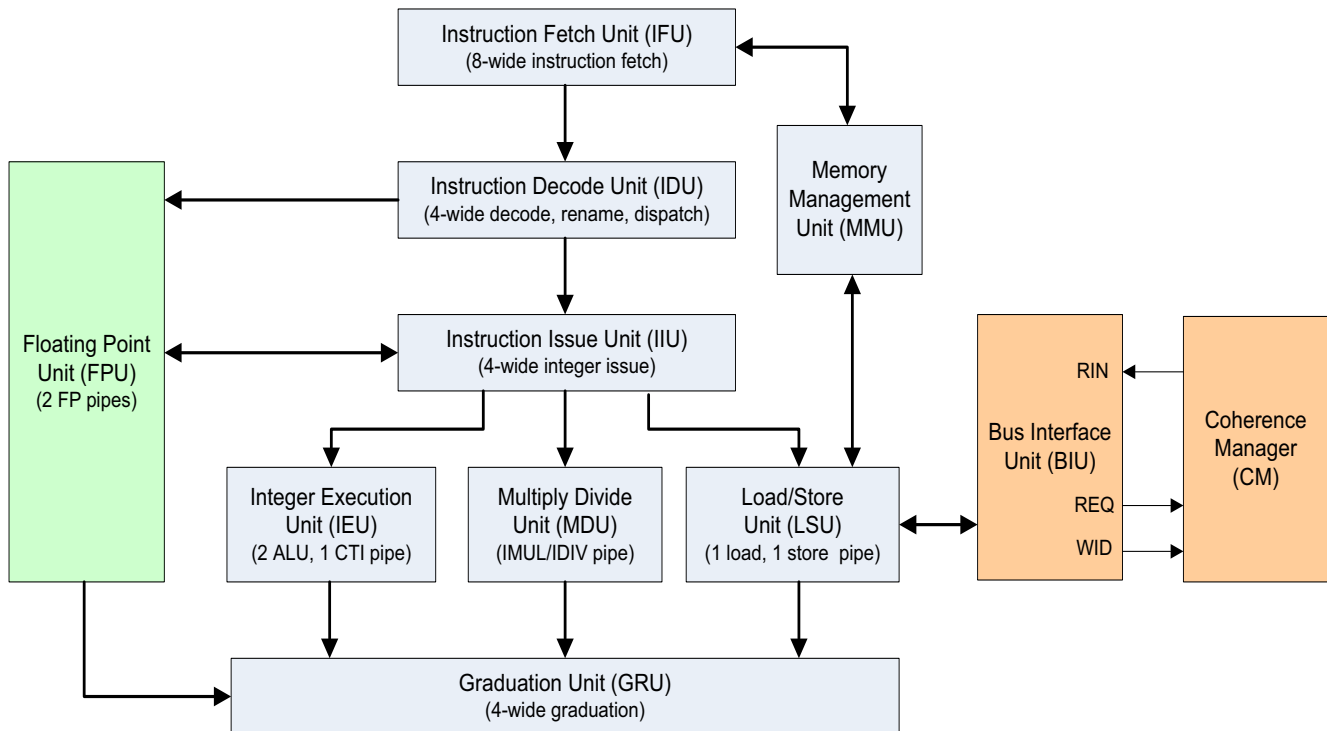 Instruction Fetch Unit (IFU)
(8-wide instruction fetch)
Instruction Decode Unit (IDU)
(4-wide decode, rename, dispatch)
Memory
Management
Unit (MMU)
Floating Point
Unit (FPU)
(2 FP pipes)
Instruction Issue Unit (IIU)
(4-wide integer issue)
RIN
Bus Interface
Unit (BIU)
REQ
WID
Coherence
Manager
(CM)
Integer Execution
Unit (IEU)
(2 ALU, 1 CTI pipe)
Multiply Divide
Unit (MDU)
(IMUL/IDIV pipe)
Load/Store
Unit (LSU)
(1 load, 1 store pipe)
Graduation Unit (GRU)
(4-wide graduation)